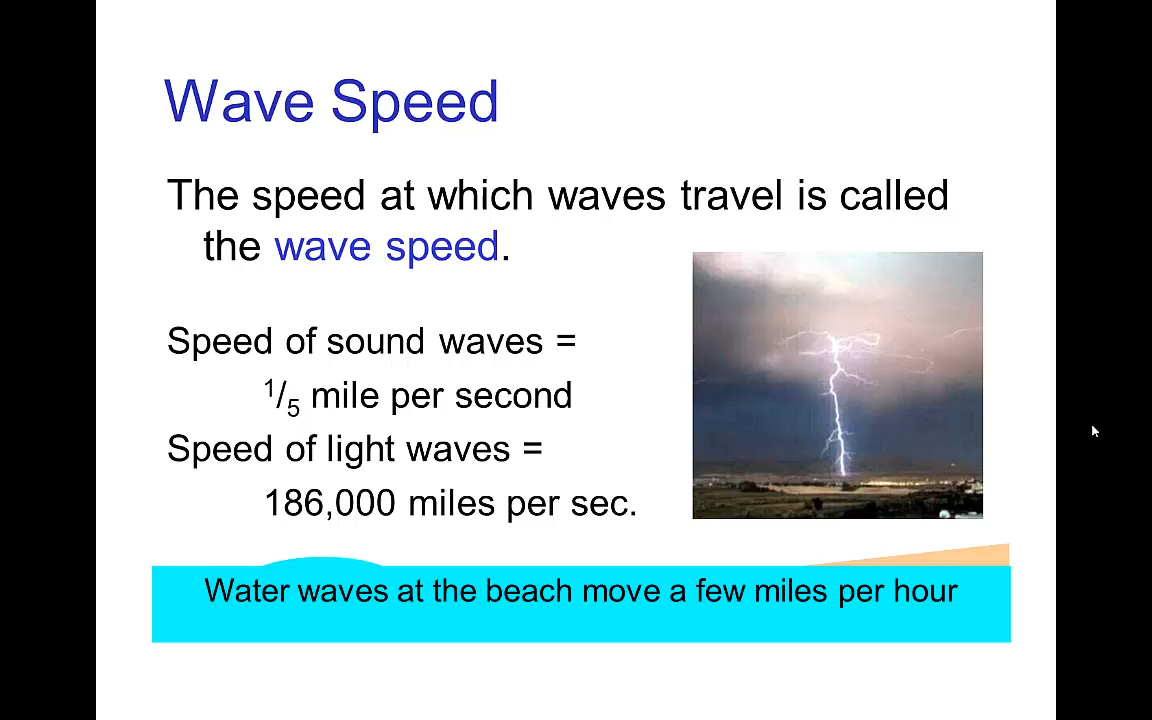 Wave Speed
The speed at which waves travel is called
the wave speed.
Speed of sound waves =
1/5 mile per second
Speed of light waves =
186,000 miles per sec.
Water waves at the beach move a few miles per hour